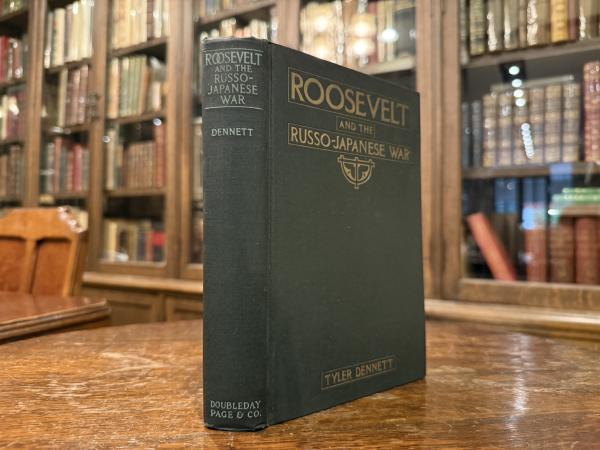 ROOSEVELT
AND THE
RUSSO-
JAPANESE
WAR
DENNETT
DOUBLEDAY
PAGE & CO.
ROOSEVELT
AND THE
RUSSO-JAPANESE WAR
TYLER DENNETT